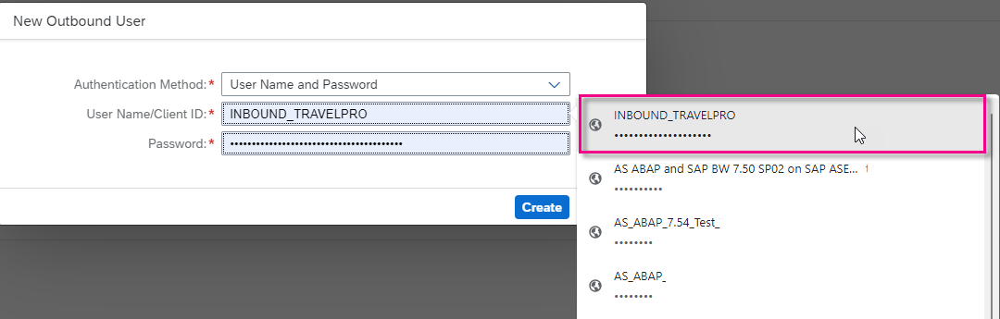 New Outbound User
Authentication Method:* User Name and Password
User Name/Client ID:* INBOUND_TRAVELPRO
Password:* ••••••••••••••••••••••••••••••••••••••••
Create
INBOUND_TRAVELPRO
••••••••••••••••••••
AS ABAP and SAP BW 7.50 SP02 on SAP ASE... t
••••••••••
AS_ABAP_7.54_Test_
••••••••
AS_ABAP_
••••••••